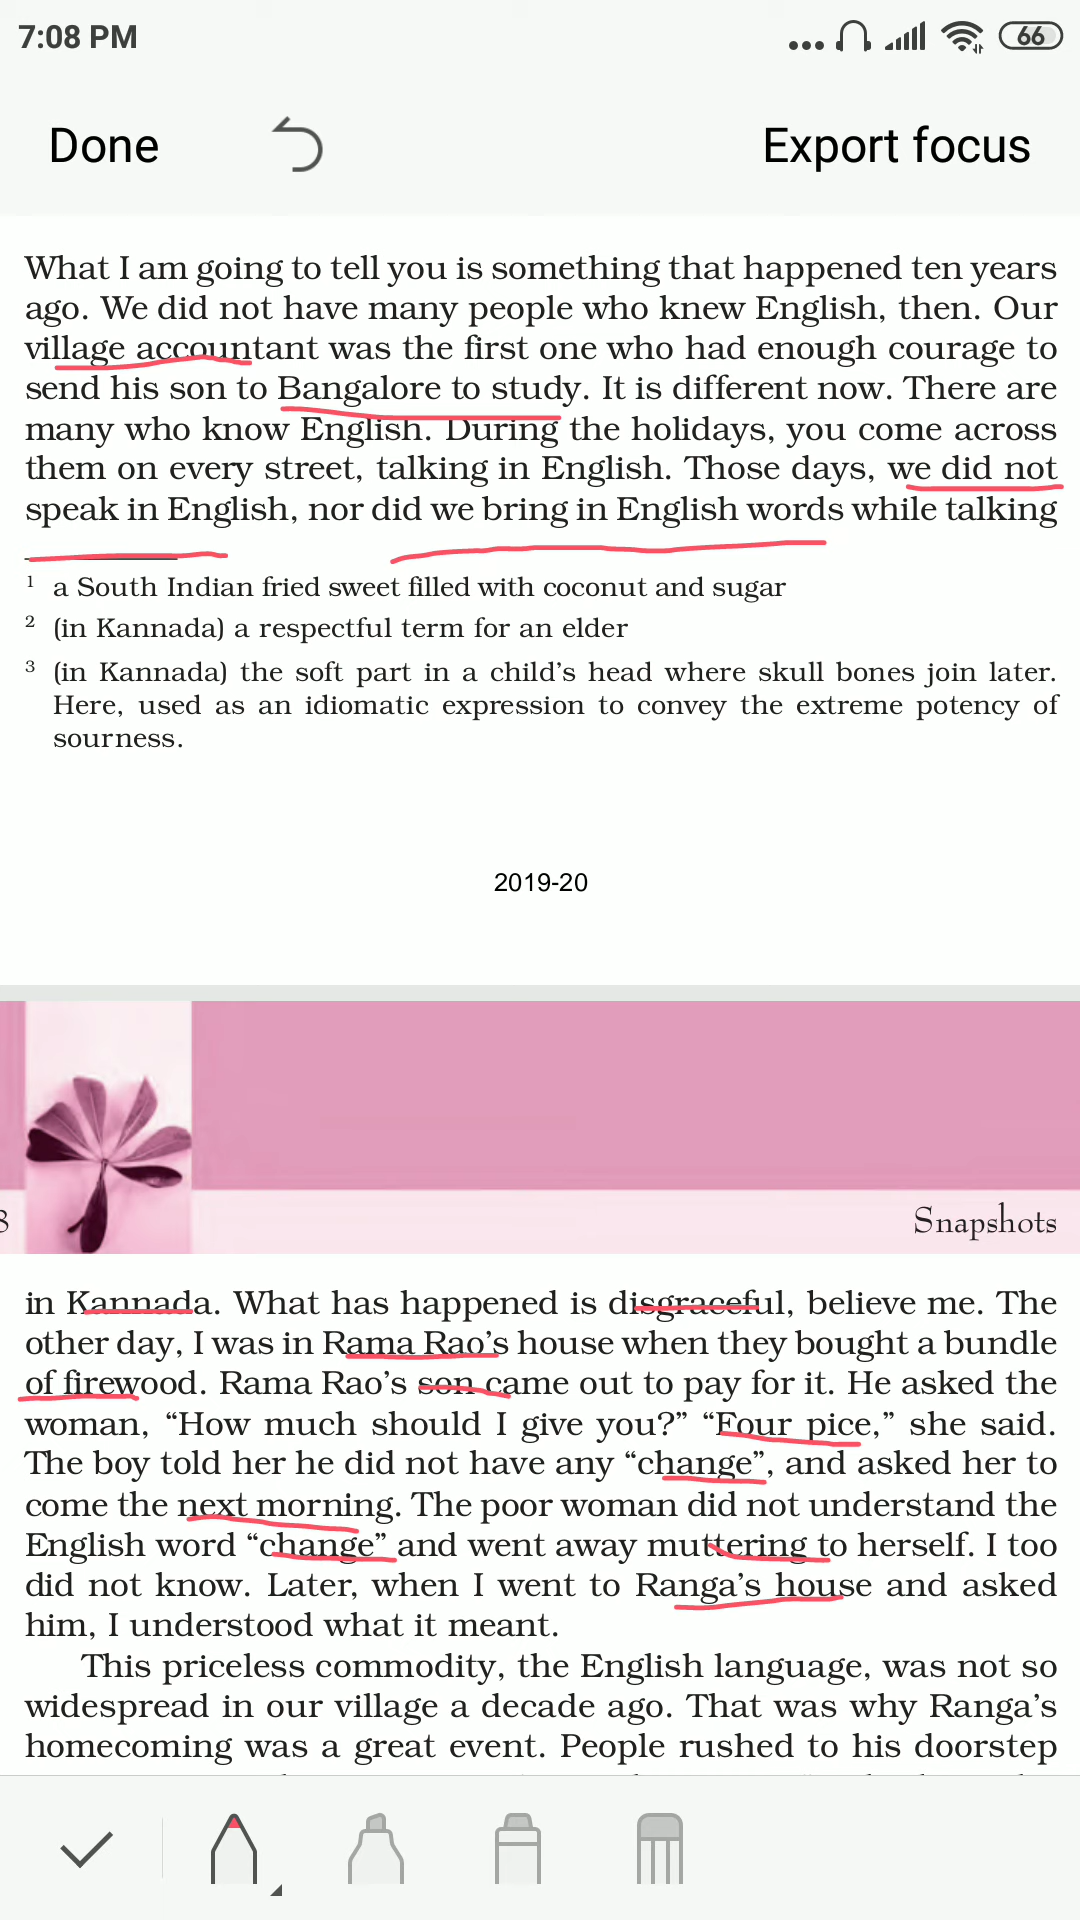 7:08 PM
66
Done
Export focus
What I am going to tell you is something that happened ten years
ago. We did not have many people who knew English, then. Our
village accountant was the first one who had enough courage to
send his son to Bangalore to study. It is different now. There are
many who know English. During the holidays, you come across
them on every street, talking in English. Those days, we did not
speak in English, nor did we bring in English words while talking
1 a South Indian fried sweet filled with coconut and sugar
2 (in Kannada) a respectful term for an elder
3 (in Kannada) the soft part in a child's head where skull bones join later.
Here, used as an idiomatic expression to convey the extreme potency of
sourness.
2019-20
8
Snapshots
in Kannada. What has happened is disgraceful, believe me. The
other day, I was in Rama Rao's house when they bought a bundle
of firewood. Rama Rao's son came out to pay for it. He asked the
woman, “How much should I give you?” “Four pice,” she said.
The boy told her he did not have any “change”, and asked her to
come the next morning. The poor woman did not understand the
English word “change” and went away muttering to herself. I too
did not know. Later, when I went to Ranga's house and asked
him, I understood what it meant.
This priceless commodity, the English language, was not so
widespread in our village a decade ago. That was why Ranga's
homecoming was a great event. People rushed to his doorstep